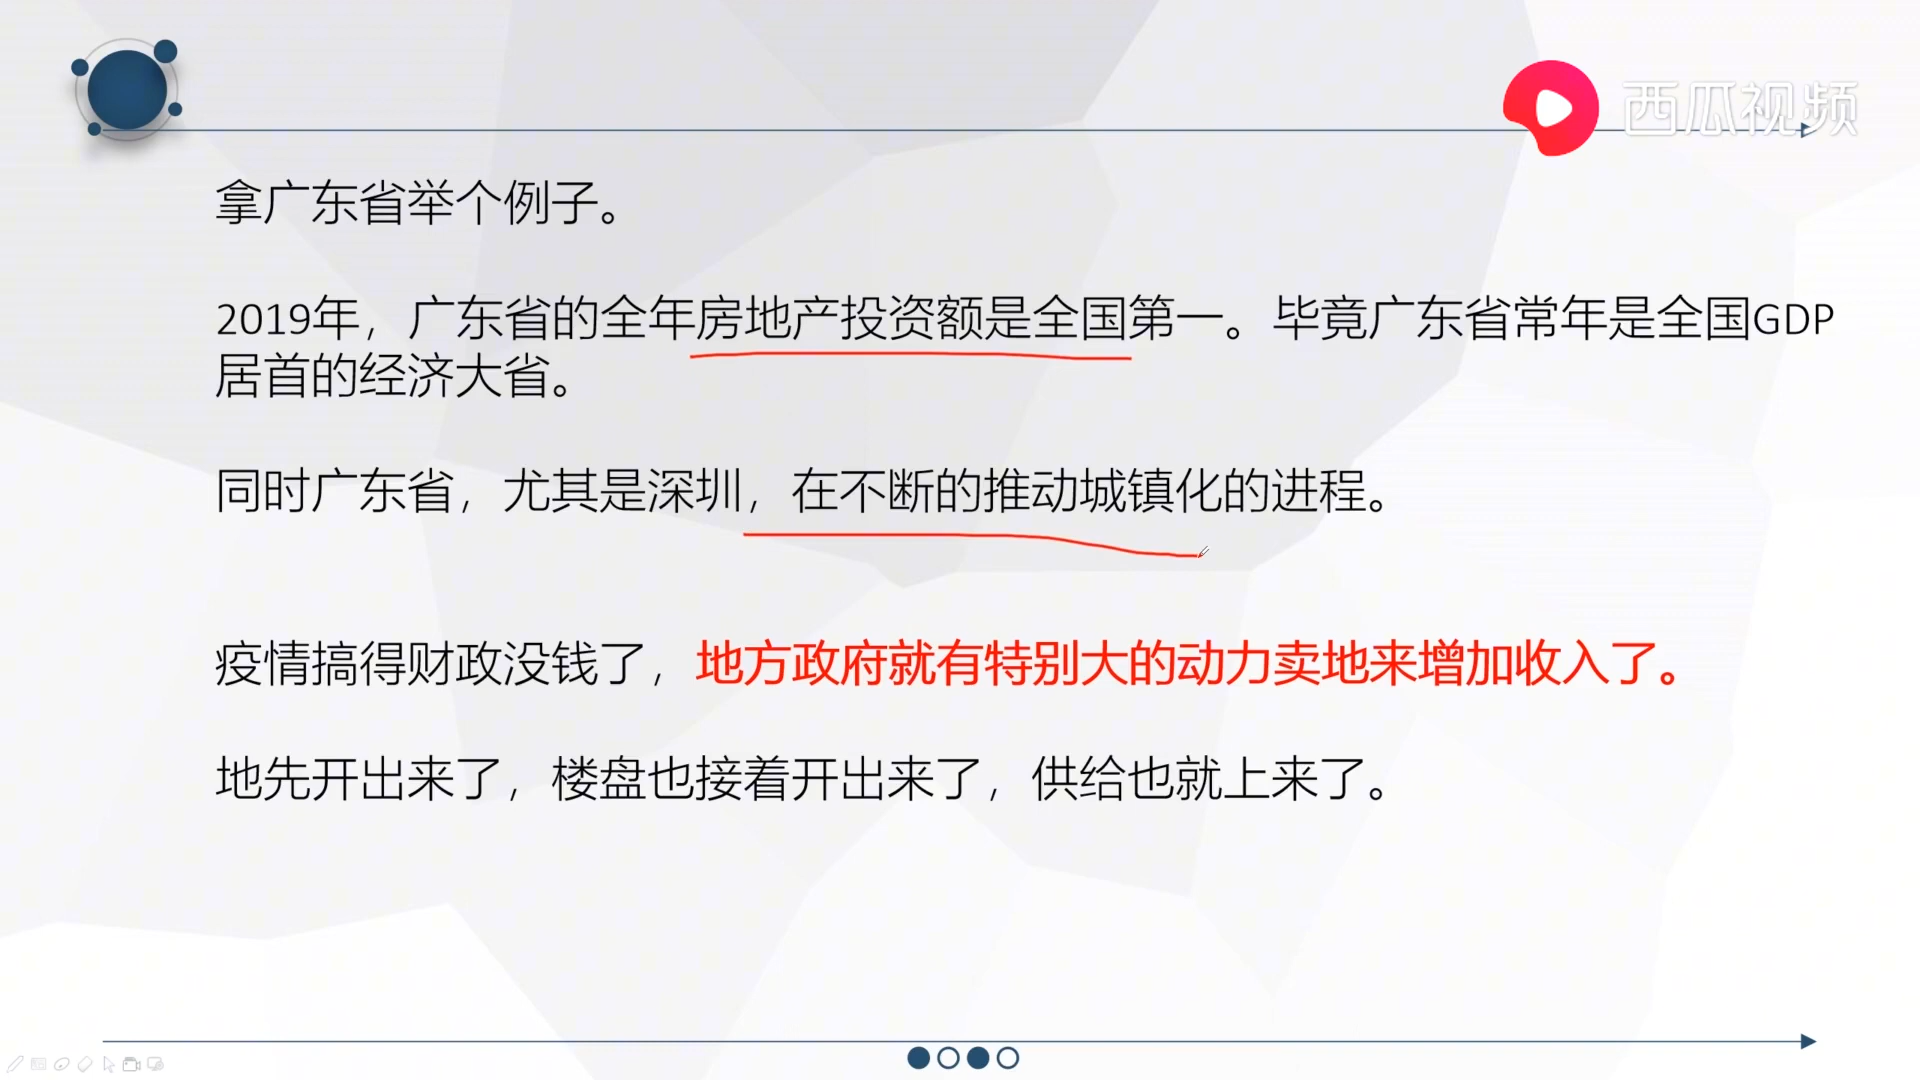 西瓜视频
拿广东省举个例子。
2019年，广东省的全年房地产投资额是全国第一。毕竟广东省常年是全国GDP
居首的经济大省。
同时广东省，尤其是深圳，在不断的推动城镇化的进程。
疫情搞得财政没钱了，地方政府就有特别大的动力卖地来增加收入了。
地先开出来了，楼盘也接着开出来了，供给也就上来了。